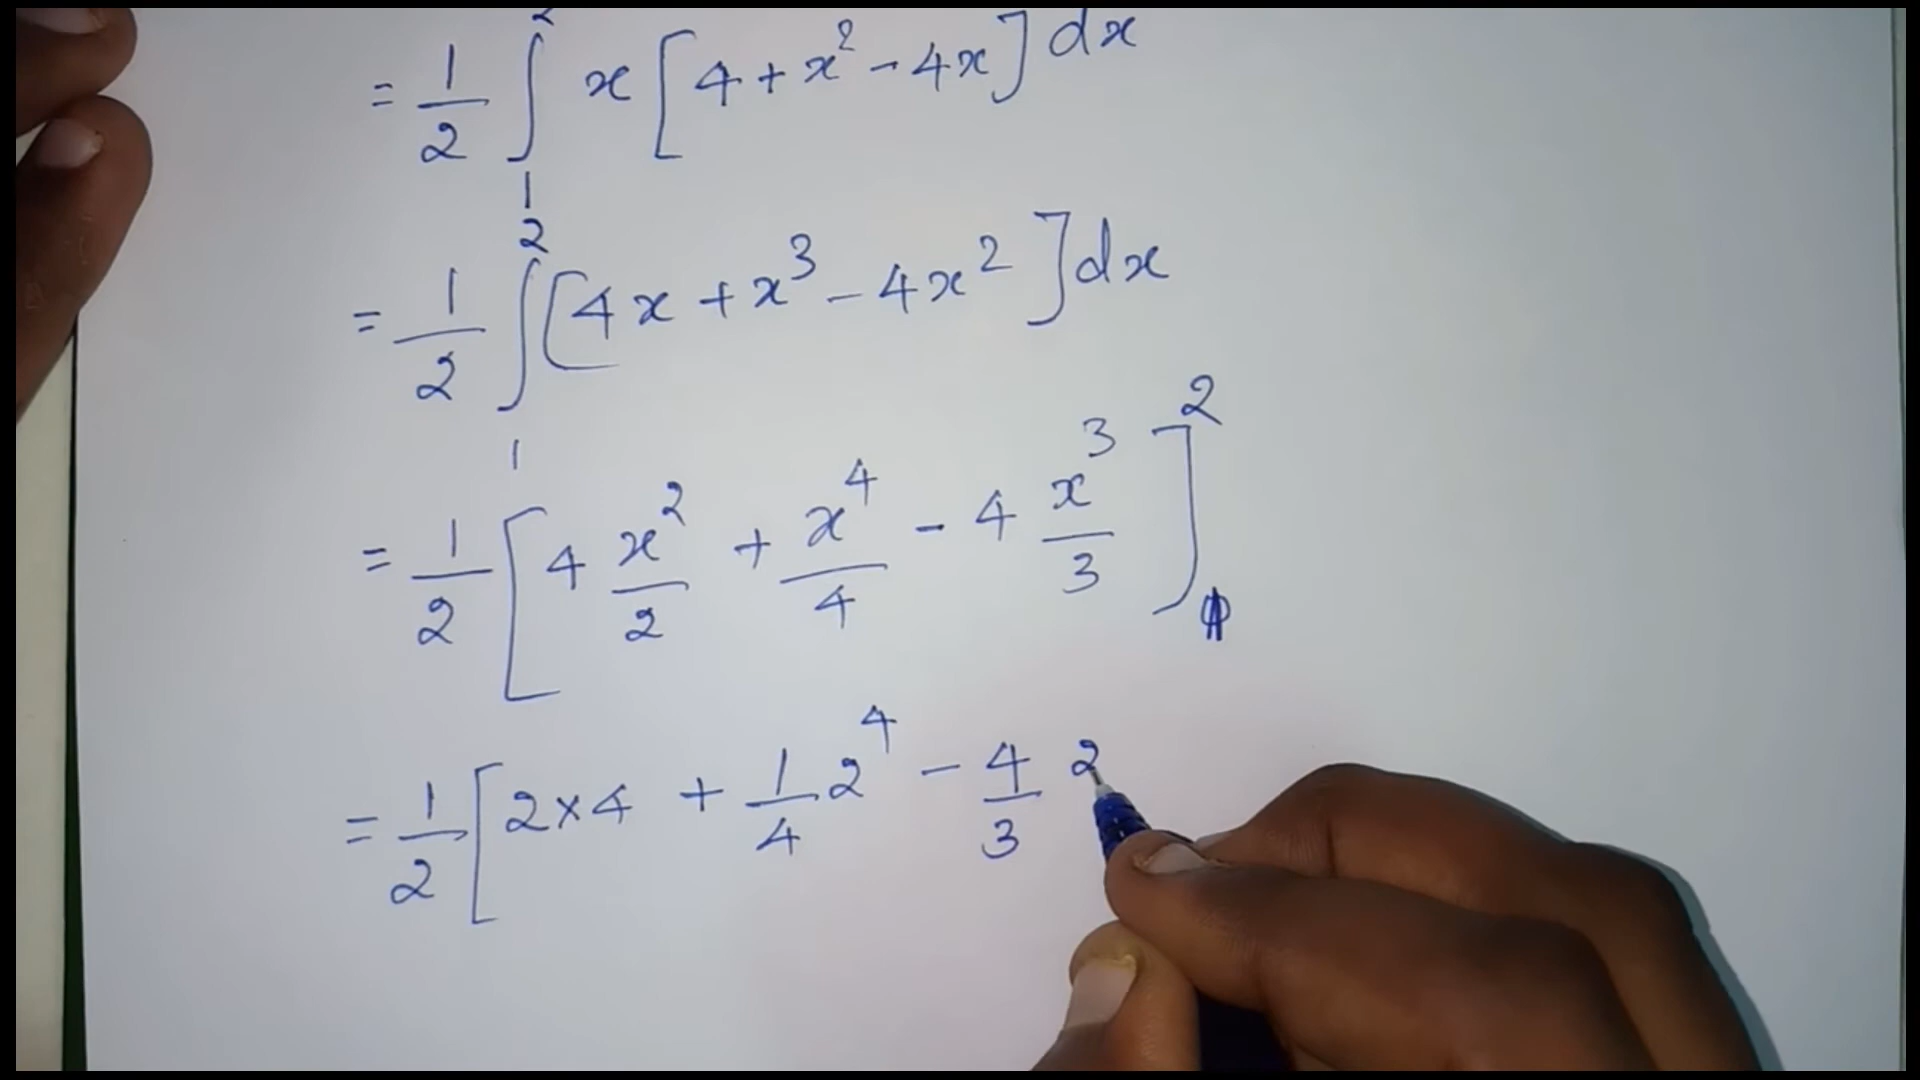 = 1/2 ∫₁² x [4 + x² - 4x] dx
= 1/2 ∫₁² [4x + x³ - 4x²] dx
= 1/2 [4 x²/2 + x⁴/4 - 4 x³/3]₁²
= 1/2 [2×4 + 1/4 2⁴ - 4/3 2